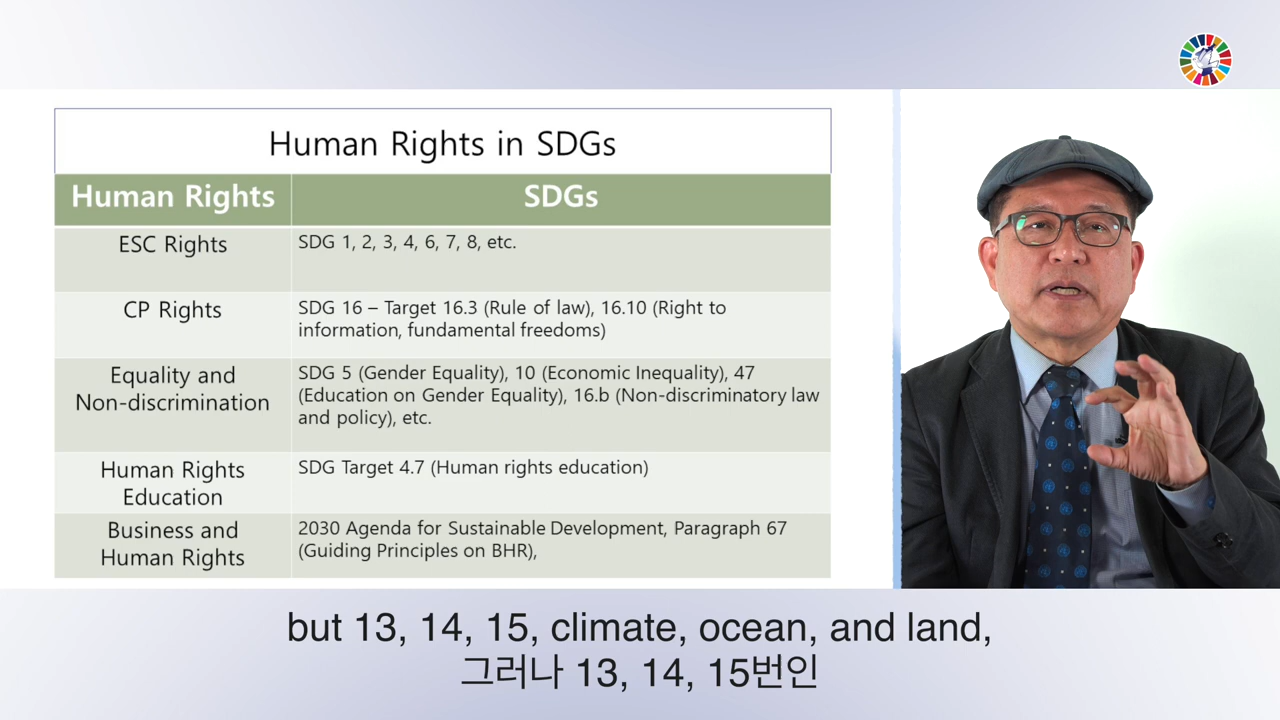 Human Rights in SDGs
Human Rights
SDGs
ESC Rights
SDG 1, 2, 3, 4, 6, 7, 8, etc.
CP Rights
SDG 16 – Target 16.3 (Rule of law), 16.10 (Right to
information, fundamental freedoms)
Equality and
Non-discrimination
SDG 5 (Gender Equality), 10 (Economic Inequality), 47
(Education on Gender Equality), 16.b (Non-discriminatory law
and policy), etc.
Human Rights
Education
SDG Target 4.7 (Human rights education)
Business and
Human Rights
2030 Agenda for Sustainable Development, Paragraph 67
(Guiding Principles on BHR),
but 13, 14, 15, climate, ocean, and land,
그러나 13, 14, 15번인